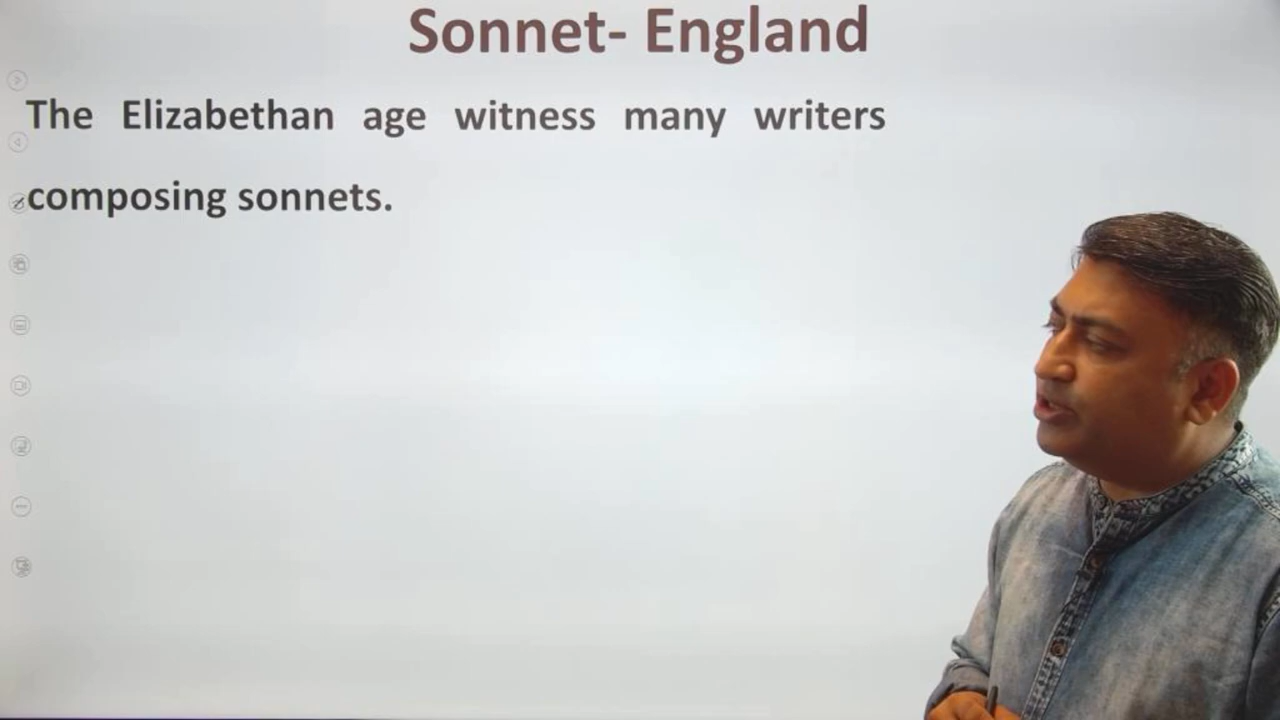 Sonnet- England
The Elizabethan age witness many writers
composing sonnets.